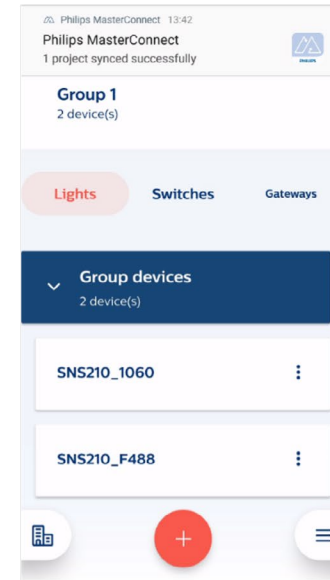 Philips MasterConnect 13:42
Philips MasterConnect
1 project synced successfully
PHILIPS
Group 1
2 device(s)
Lights Switches Gateways
Group devices
2 device(s)
SNS210_1060
SNS210_F488